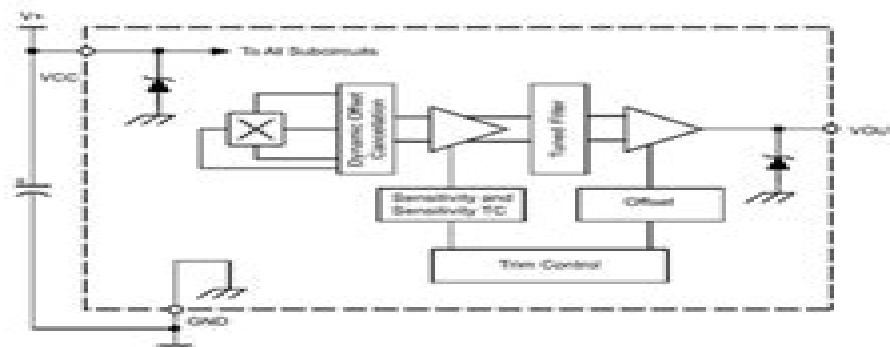 V+
VCC
To All Subcircuits
Dynamic Offset
Cancellation
Tuned Filter
VOUT
Sensitivity and
Sensitivity TC
Offset
Trim Control
GND